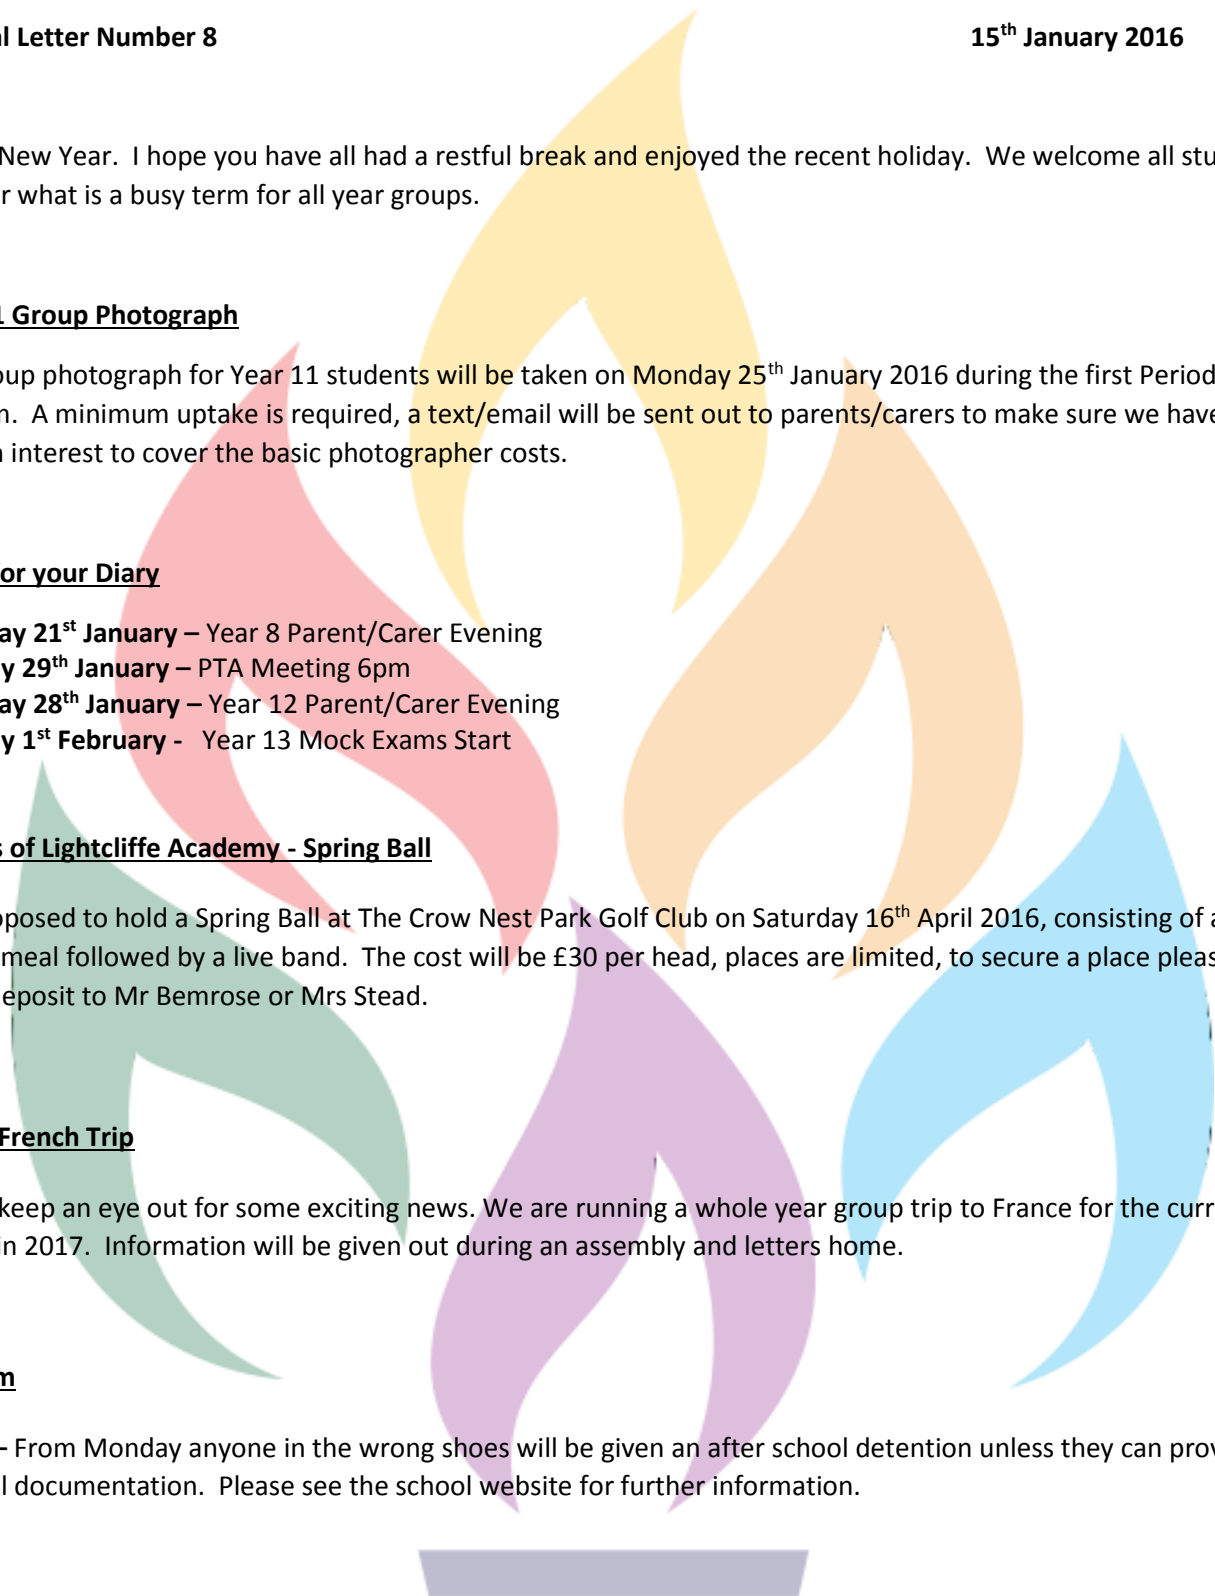 l Letter Number 8 15th January 2016
New Year. I hope you have all had a restful break and enjoyed the recent holiday. We welcome all stu
r what is a busy term for all year groups.
1 Group Photograph
oup photograph for Year 11 students will be taken on Monday 25th January 2016 during the first Period
n. A minimum uptake is required, a text/email will be sent out to parents/carers to make sure we have
n interest to cover the basic photographer costs.
or your Diary
ay 21st January – Year 8 Parent/Carer Evening
y 29th January – PTA Meeting 6pm
ay 28th January – Year 12 Parent/Carer Evening
y 1st February - Year 13 Mock Exams Start
s of Lightcliffe Academy - Spring Ball
pposed to hold a Spring Ball at The Crow Nest Park Golf Club on Saturday 16th April 2016, consisting of a
meal followed by a live band. The cost will be £30 per head, places are limited, to secure a place pleas
eposit to Mr Bemrose or Mrs Stead.
French Trip
keep an eye out for some exciting news. We are running a whole year group trip to France for the curr
in 2017. Information will be given out during an assembly and letters home.
m
- From Monday anyone in the wrong shoes will be given an after school detention unless they can prov
l documentation. Please see the school website for further information.